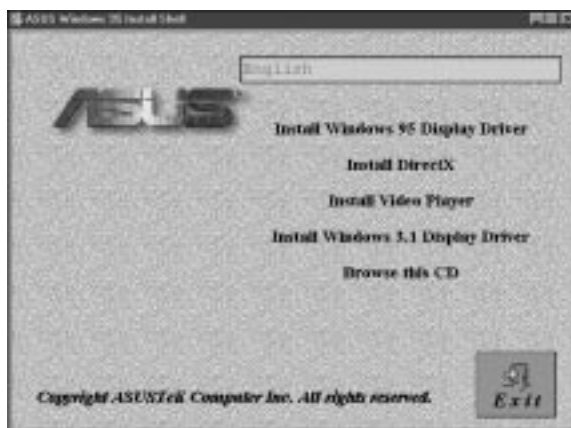 ASUS Windows 95 Install Shell
English
ASUS
Install Windows 95 Display Driver
Install DirectX
Install Video Player
Install Windows 3.1 Display Driver
Browse this CD
Exit
Copyright ASUSTeK Computer Inc. All rights reserved.